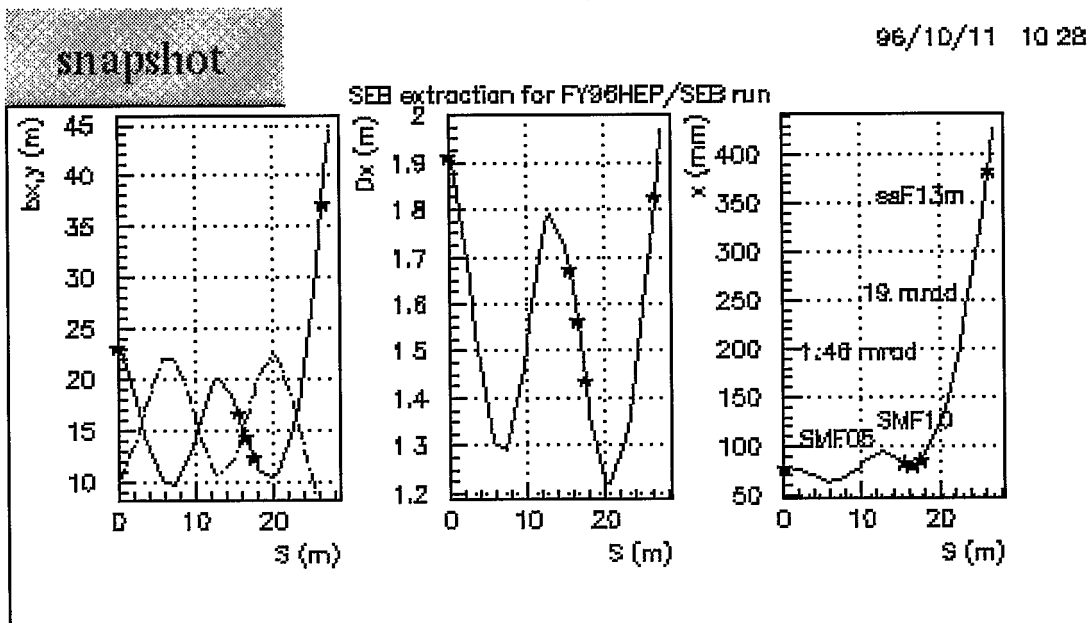 snapshot
96/10/11 10 28
SEB extraction for FY96HEP/SEB run
bx,y (m)
45
40
35
30
25
20
15
10
0 10 20
S (m)
Dx (m)
2
1.9
1.8
1.7
1.6
1.5
1.4
1.3
1.2
0 10 20
S (m)
x (mm)
400
350
300
250
200
150
100
50
0 10 20
S (m)
ssF13m
19. mrad
1.46 mrad
SMF10
SMF05